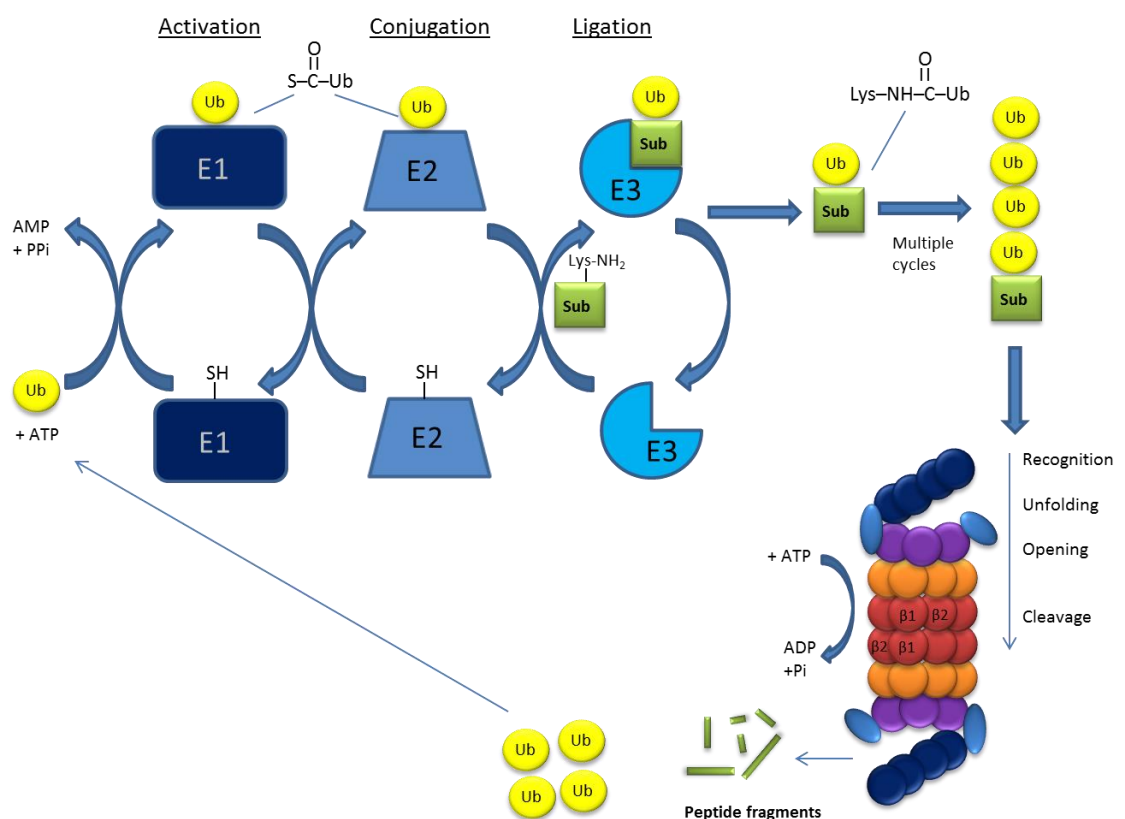 Activation
Conjugation
Ligation
O
S–C–Ub
Ub
Ub
Ub
E1
E2
Sub
E3
O
Lys–NH–C–Ub
Ub
Sub
Multiple
cycles
Ub
Ub
Ub
Ub
Sub
AMP
+ PPi
Lys-NH₂
Sub
Ub
+ ATP
SH
E1
SH
E2
E3
Recognition
Unfolding
Opening
Cleavage
+ ATP
ADP
+Pi
β1 β2
β2 β1
Ub
Ub
Ub
Ub
Peptide fragments